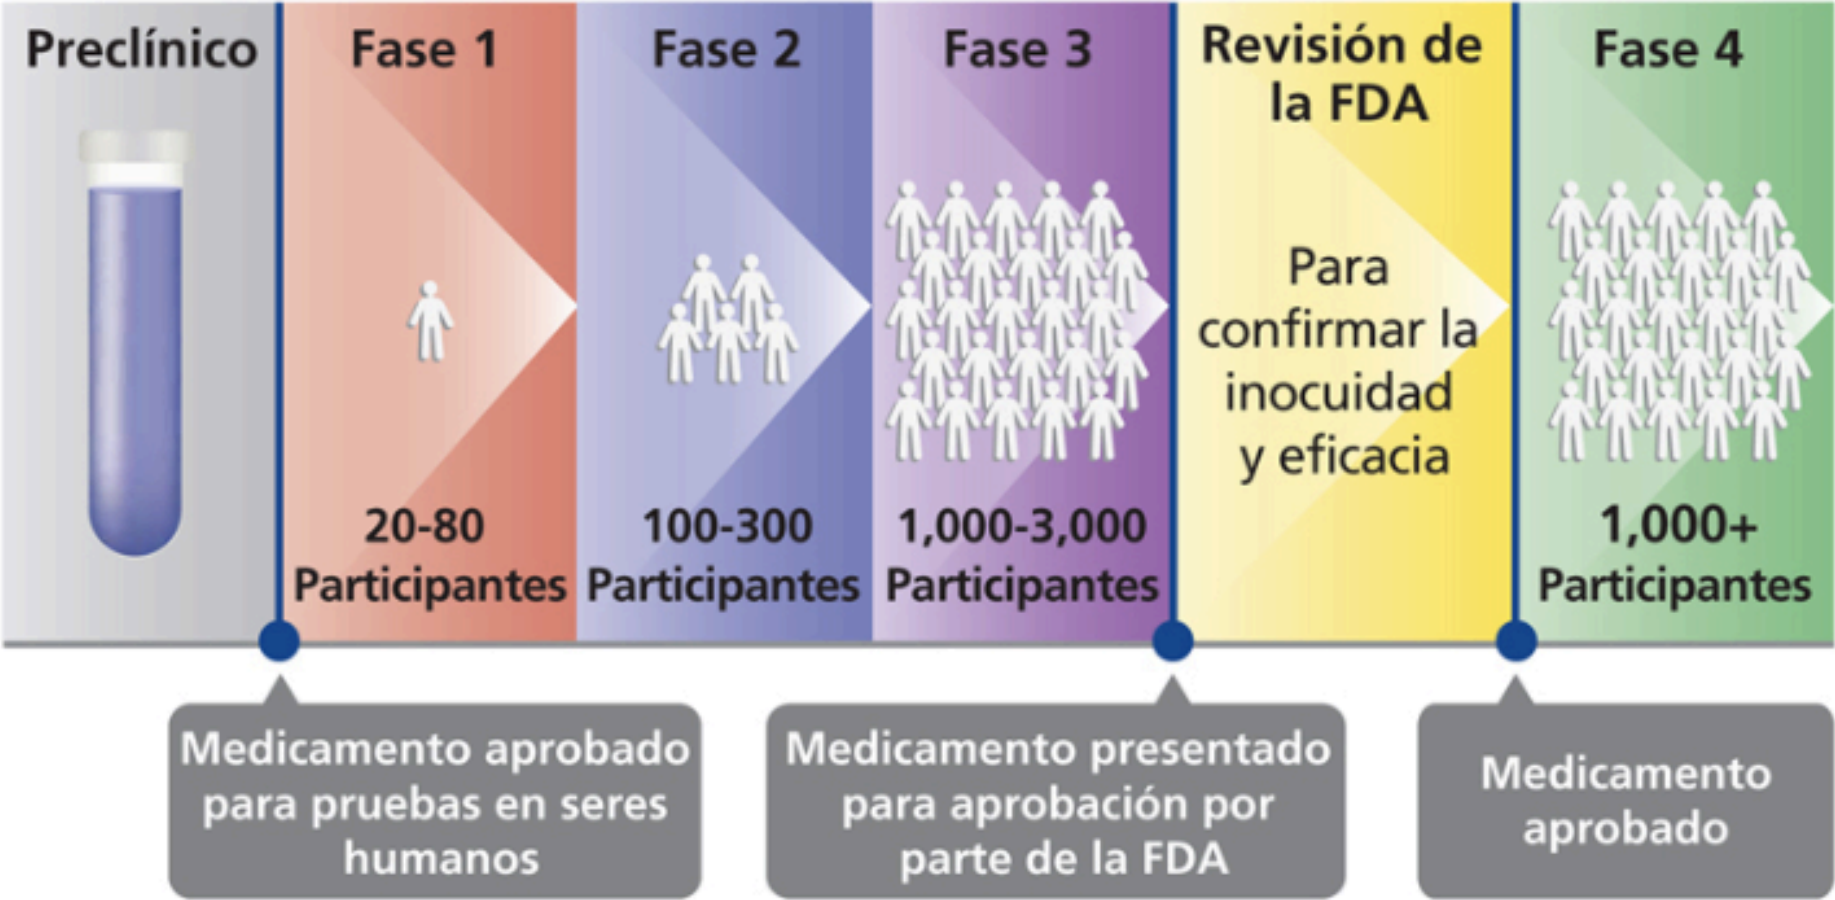 Preclínico
Fase 1
20-80
Participantes
Fase 2
100-300
Participantes
Fase 3
1,000-3,000
Participantes
Revisión de
la FDA
Para
confirmar la
inocuidad
y eficacia
Fase 4
1,000+
Participantes
Medicamento aprobado
para pruebas en seres
humanos
Medicamento presentado
para aprobación por
parte de la FDA
Medicamento
aprobado